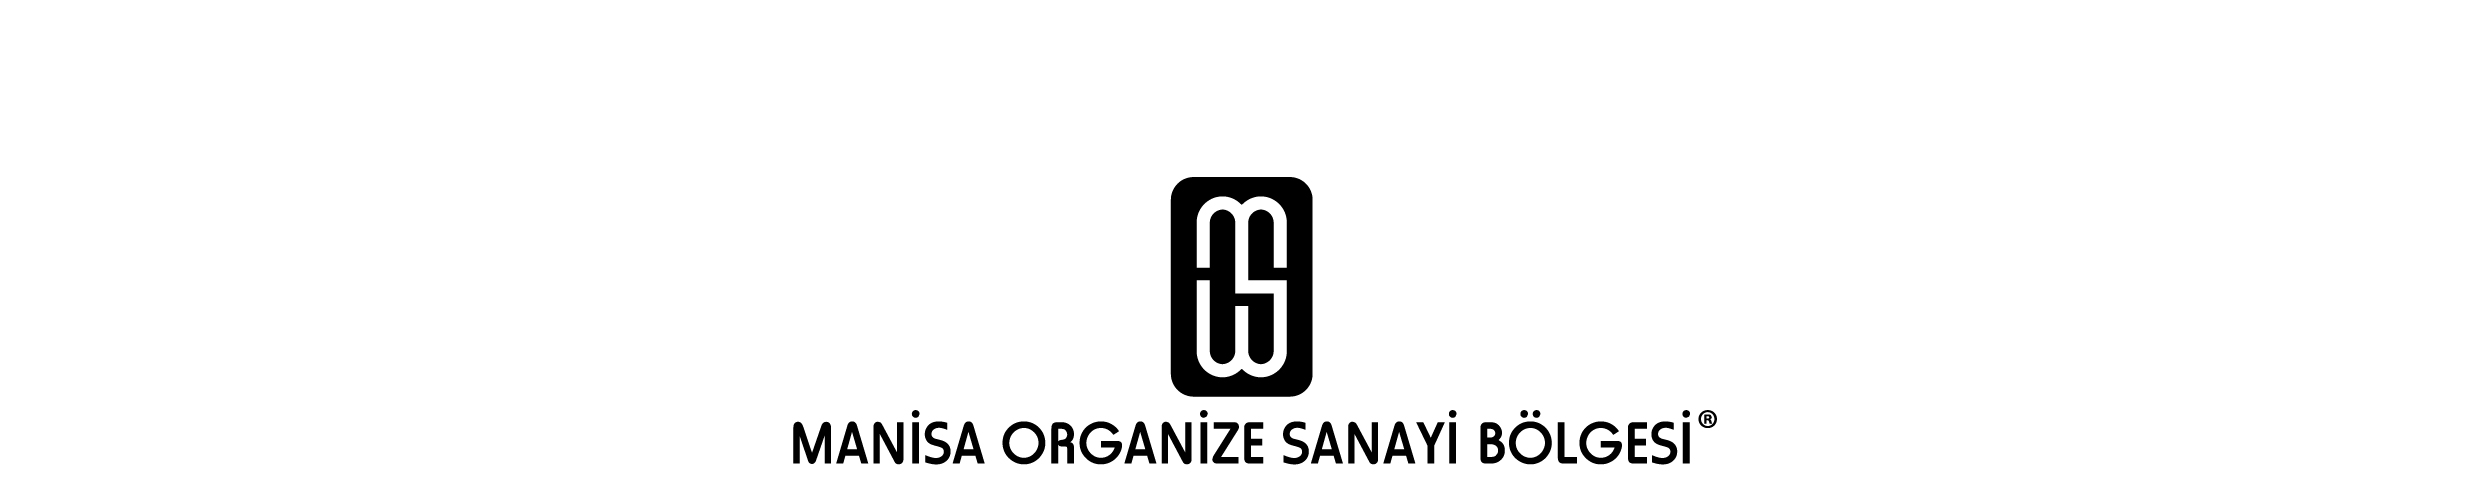 MANİSA ORGANİZE SANAYİ BÖLGESİ®